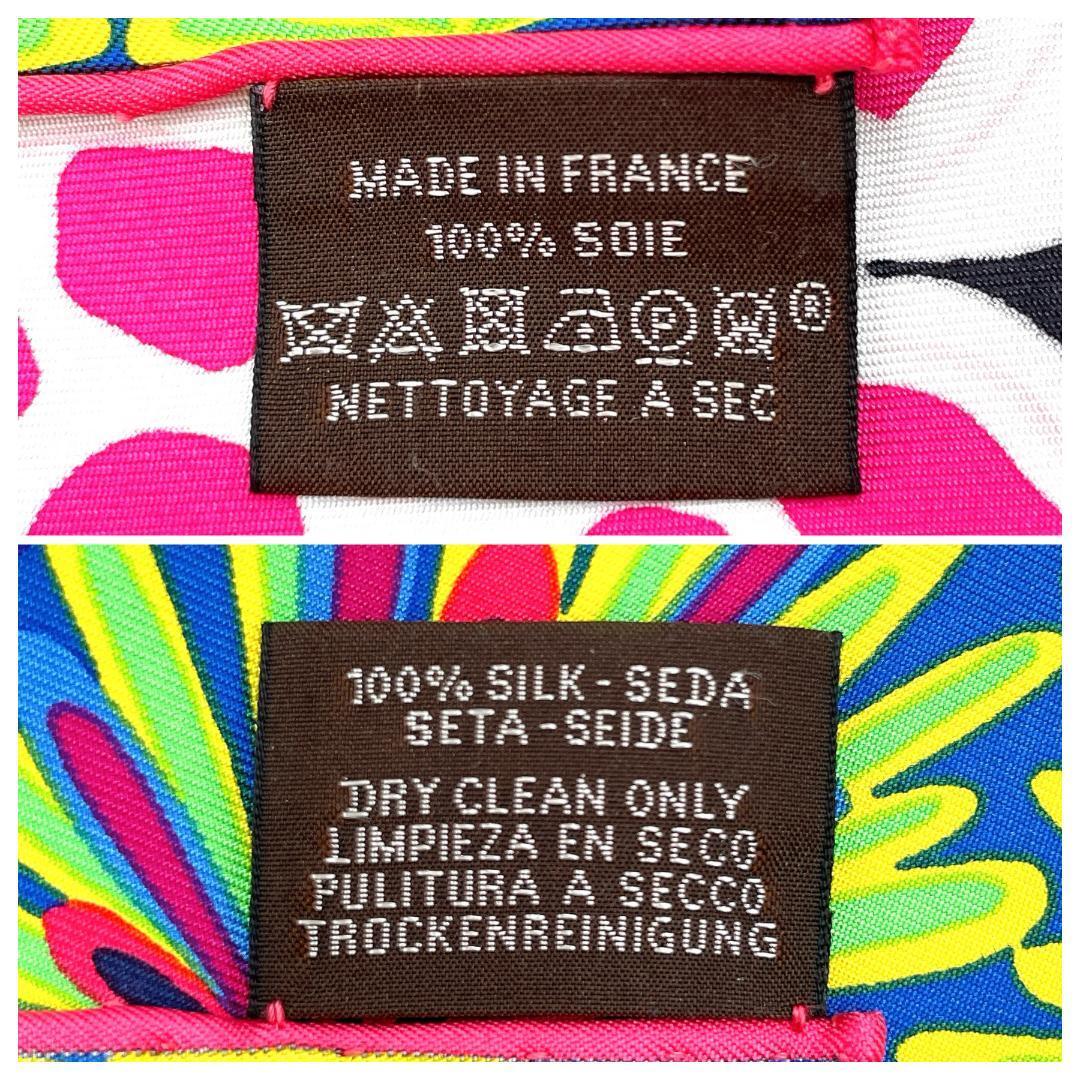 MADE IN FRANCE
100% SOIE
F W ®
NETTOYAGE A SEC
100% SILK - SEDA
SETA - SEIDE
DRY CLEAN ONLY
LIMPIEZA EN SECO
PULITURA A SECCO
TROCKENREINIGUNG